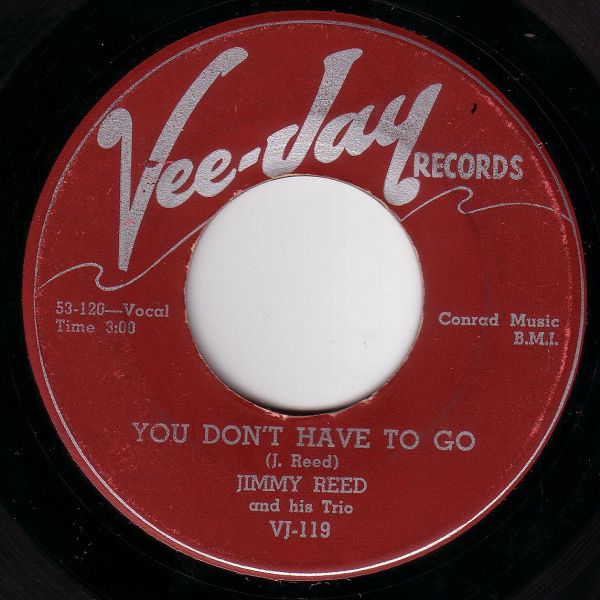 Vee-Jay
RECORDS
53-120—Vocal
Time 3:00
Conrad Music
B.M.I.
YOU DON'T HAVE TO GO
(J. Reed)
JIMMY REED
and his Trio
VJ-119